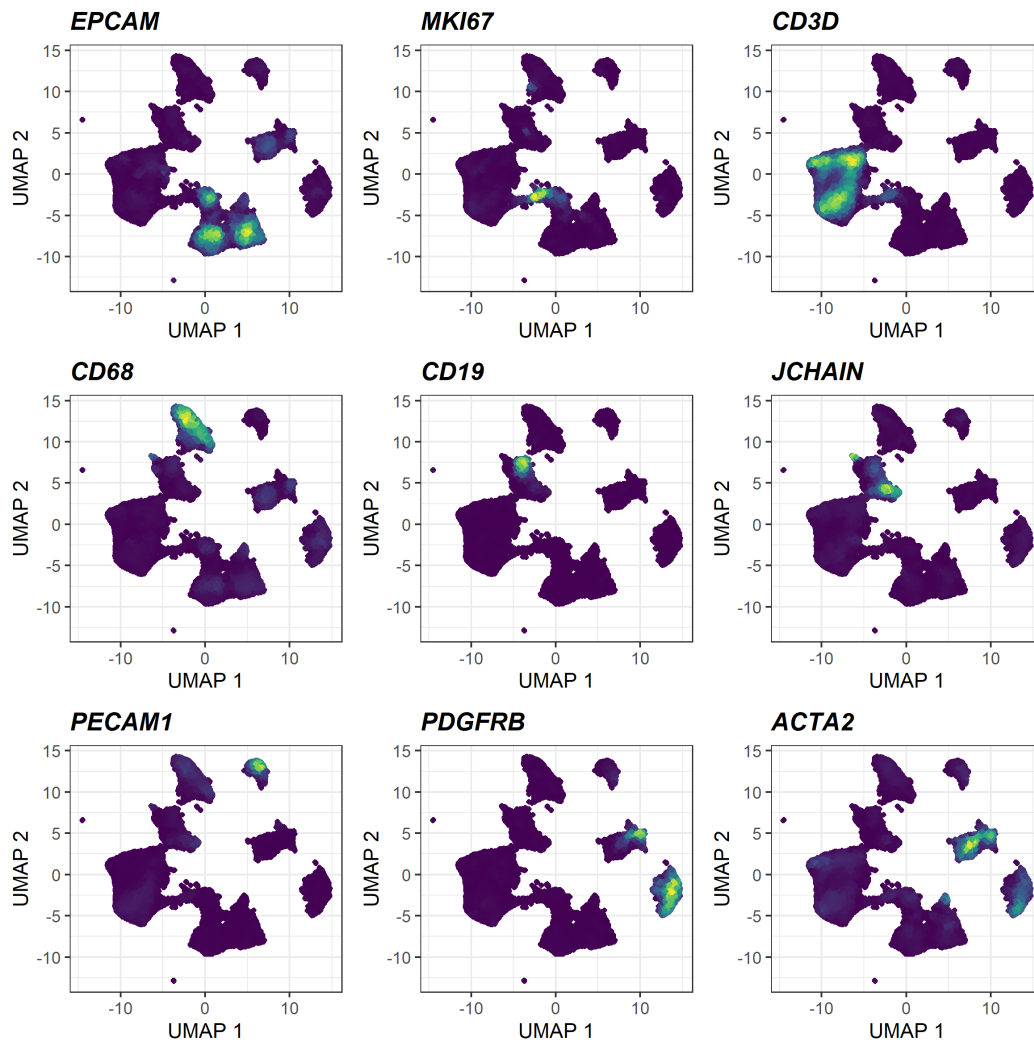 EPCAM MKI67 CD3D
15 15 15
10 10 10
5 5 5
0 0 0
-5 -5 -5
-10 -10 -10
-10 0 10 -10 0 10 -10 0 10
UMAP 2 UMAP 2 UMAP 2
UMAP 1 UMAP 1 UMAP 1
CD68 CD19 JCHAIN
15 15 15
10 10 10
5 5 5
0 0 0
-5 -5 -5
-10 -10 -10
-10 0 10 -10 0 10 -10 0 10
UMAP 2 UMAP 2 UMAP 2
UMAP 1 UMAP 1 UMAP 1
PECAM1 PDGFRB ACTA2
15 15 15
10 10 10
5 5 5
0 0 0
-5 -5 -5
-10 -10 -10
-10 0 10 -10 0 10 -10 0 10
UMAP 2 UMAP 2 UMAP 2
UMAP 1 UMAP 1 UMAP 1